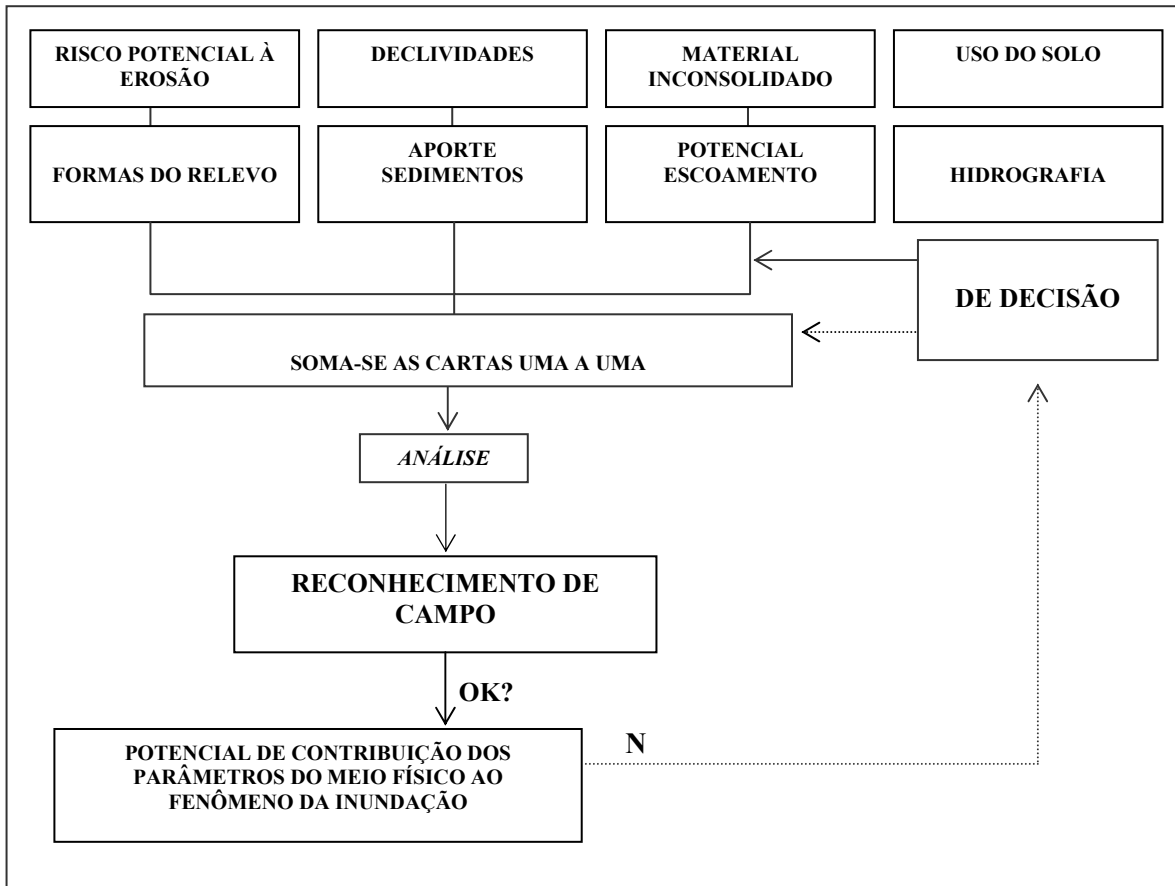 RISCO POTENCIAL À
EROSÃO
DECLIVIDADES
MATERIAL
INCONSOLIDADO
USO DO SOLO
FORMAS DO RELEVO
APORTE
SEDIMENTOS
POTENCIAL
ESCOAMENTO
HIDROGRAFIA
DE DECISÃO
SOMA-SE AS CARTAS UMA A UMA
ANÁLISE
RECONHECIMENTO DE
CAMPO
OK?
POTENCIAL DE CONTRIBUIÇÃO DOS
PARÂMETROS DO MEIO FÍSICO AO
FENÔMENO DA INUNDAÇÃO
N